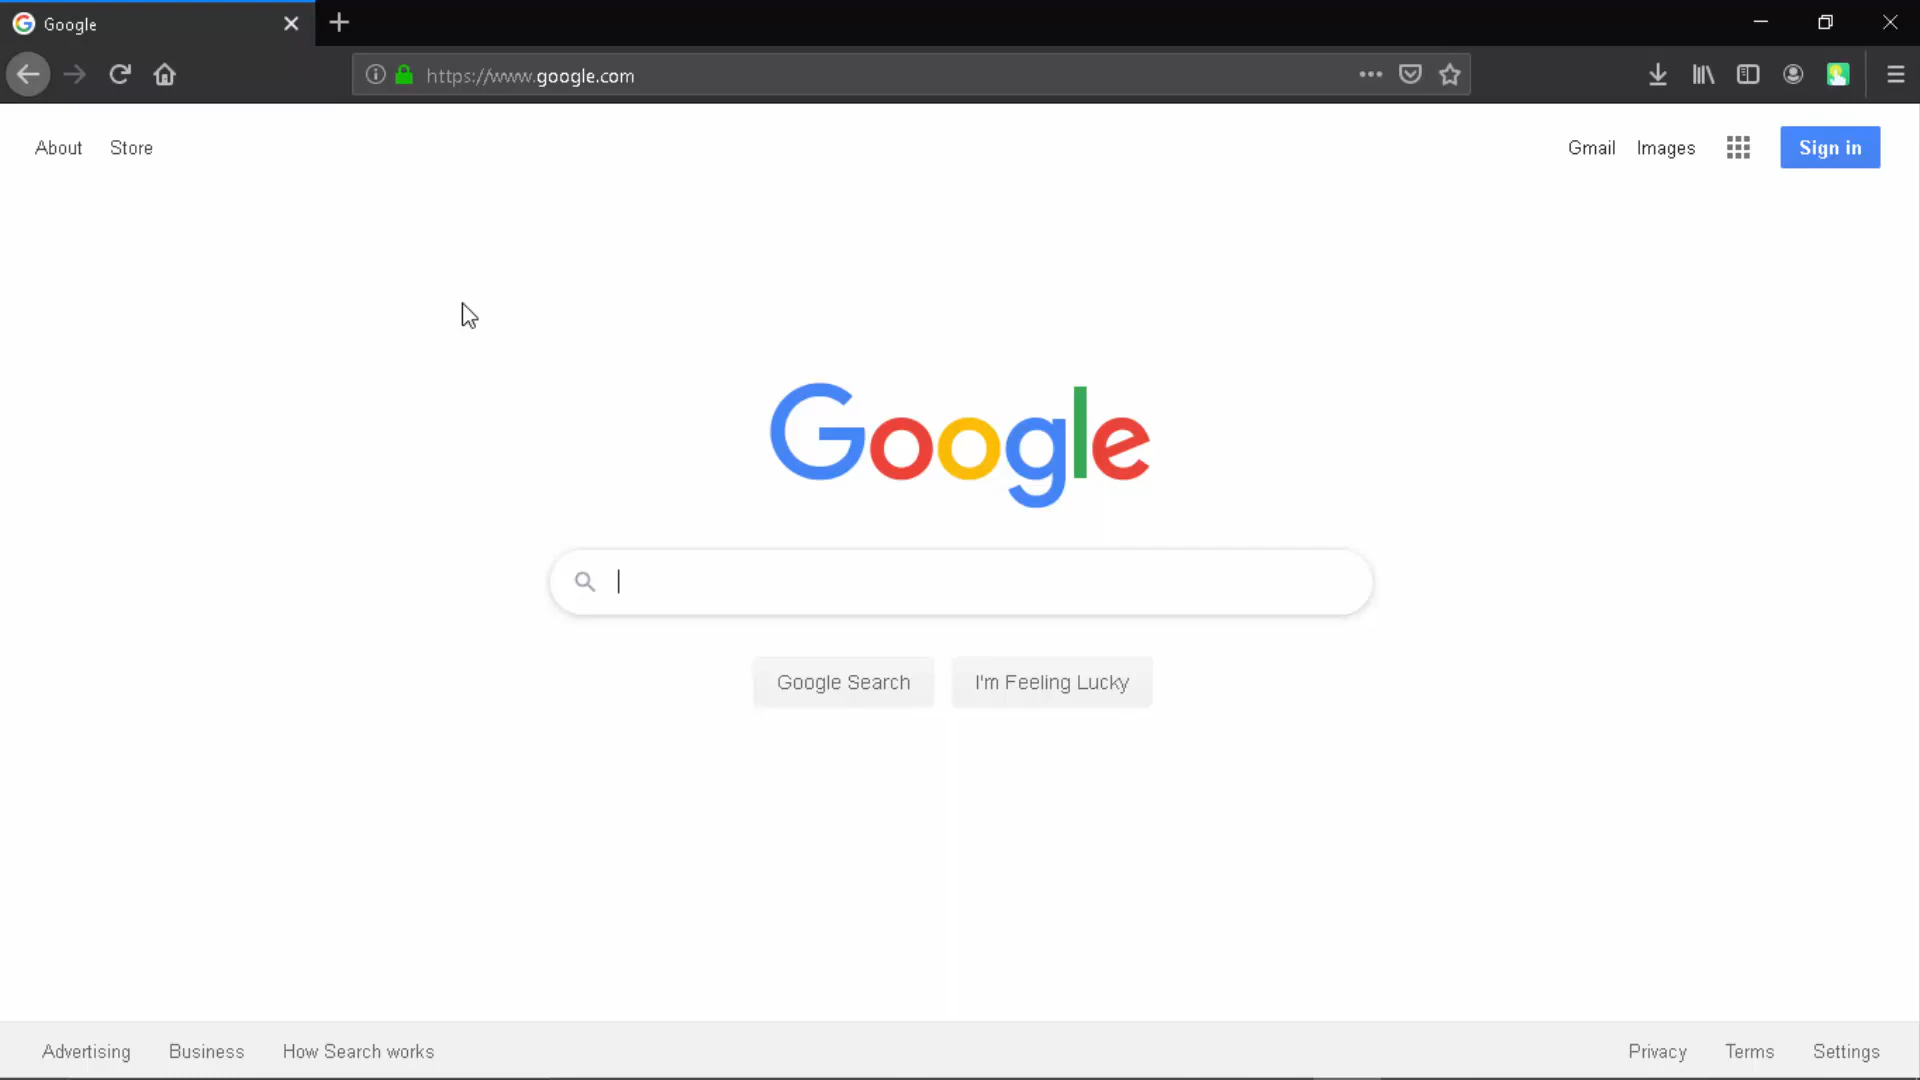 Google
https://www.google.com
About Store
Gmail Images Sign in
Google
Google Search I'm Feeling Lucky
Advertising Business How Search works
Privacy Terms Settings